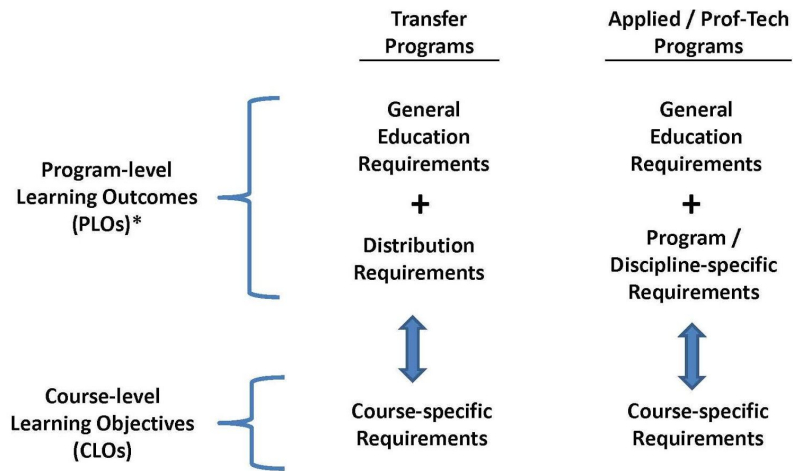 Transfer
Programs
Applied / Prof-Tech
Programs
Program-level
Learning Outcomes
(PLOs)*
General
Education
Requirements
+
Distribution
Requirements
General
Education
Requirements
+
Program /
Discipline-specific
Requirements
Course-level
Learning Objectives
(CLOs)
Course-specific
Requirements
Course-specific
Requirements